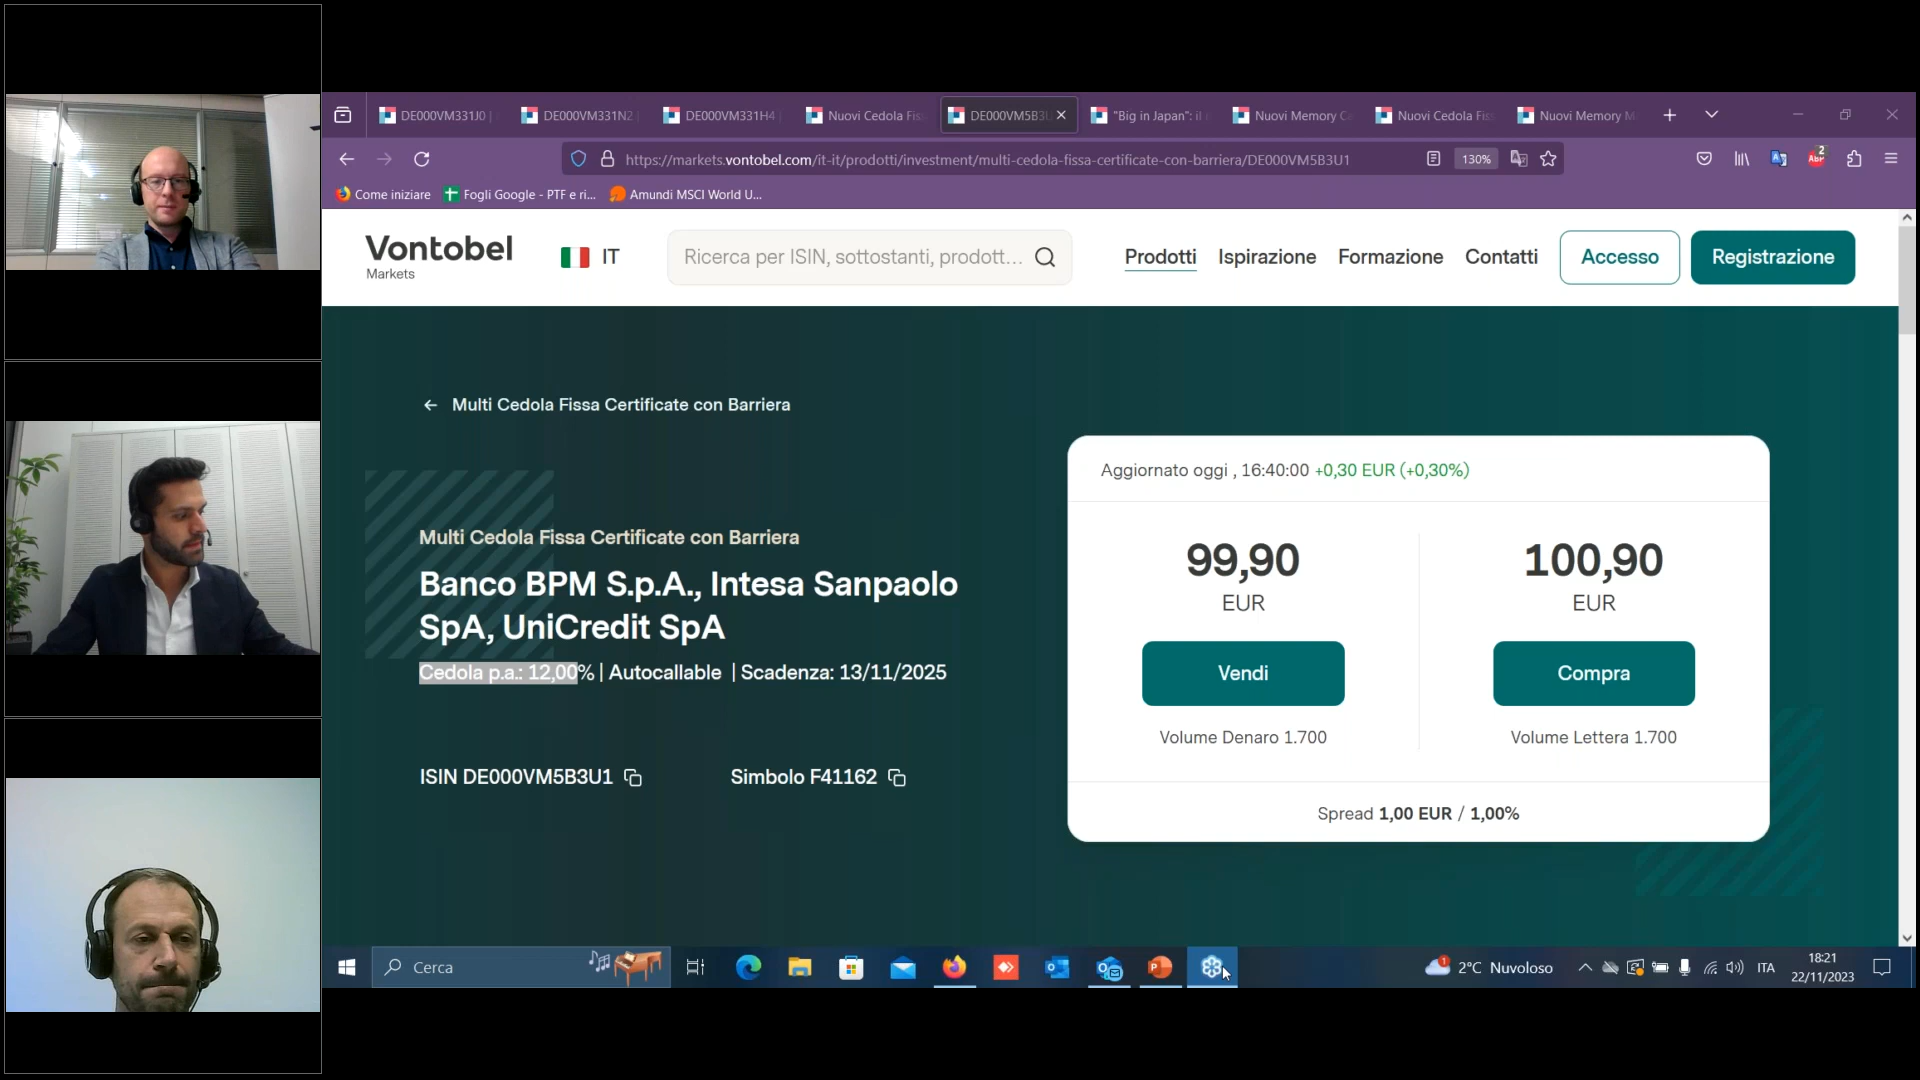 DE000VM331J0
DE000VM331N2
DE000VM331H4
Nuovi Cedola Fis
DE000VM5B3U
"Big in Japan": il
Nuovi Memory C
Nuovi Cedola Fis
Nuovi Memory M
https://markets.vontobel.com/it-it/prodotti/investment/multi-cedola-fissa-certificate-con-barriera/DE000VM5B3U1
130%
ABP
2
Come iniziare
Fogli Google - PTF e ri...
Amundi MSCI World U...
Vontobel
Markets
IT
Ricerca per ISIN, sottostanti, prodott...
Prodotti
Ispirazione
Formazione
Contatti
Accesso
Registrazione
← Multi Cedola Fissa Certificate con Barriera
Multi Cedola Fissa Certificate con Barriera
Banco BPM S.p.A., Intesa Sanpaolo
SpA, UniCredit SpA
Cedola p.a.: 12,00% | Autocallable | Scadenza: 13/11/2025
ISIN DE000VM5B3U1
Simbolo F41162
Aggiornato oggi , 16:40:00 +0,30 EUR (+0,30%)
99,90
EUR
Vendi
Volume Denaro 1.700
100,90
EUR
Compra
Volume Lettera 1.700
Spread 1,00 EUR / 1,00%
Cerca
1
2°C Nuvoloso
ITA
18:21
22/11/2023